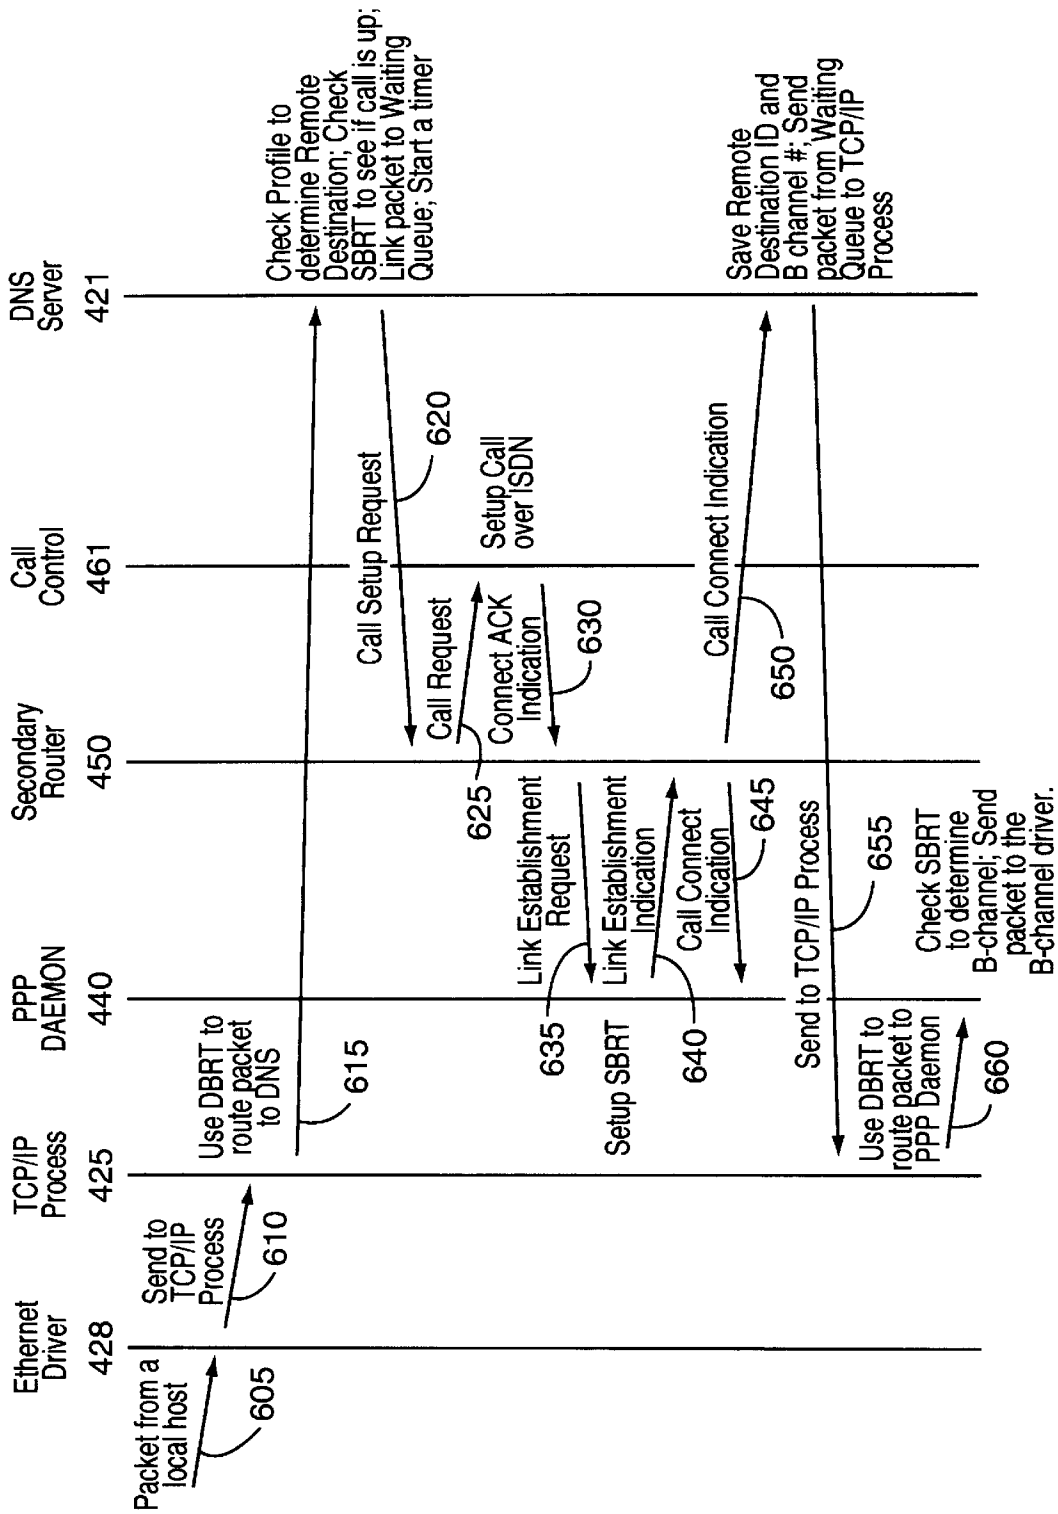 Ethernet
Driver
428
TCP/IP
Process
425
PPP
DAEMON
440
Secondary
Router
450
Call
Control
461
DNS
Server
421
Packet from a
local host
605
Send to
TCP/IP
Process
610
Use DBRT to
route packet
to DNS
615
Check Profile to
determine Remote
Destination; Check
SBRT to see if call is up;
Link packet to Waiting
Queue; Start a timer
Call Setup Request
620
Call Request
625
Setup Call
over ISDN
Connect ACK
Indication
630
Link Establishment
Request
635
Setup SBRT
Link Establishment
Indication
640
Call Connect
Indication
645
Call Connect Indication
650
Save Remote
Destination ID and
B channel #; Send
packet from Waiting
Queue to TCP/IP
Process
Send to TCP/IP Process
655
Use DBRT to
route packet to
PPP Daemon
660
Check SBRT
to determine
B-channel; Send
packet to the
B-channel driver.